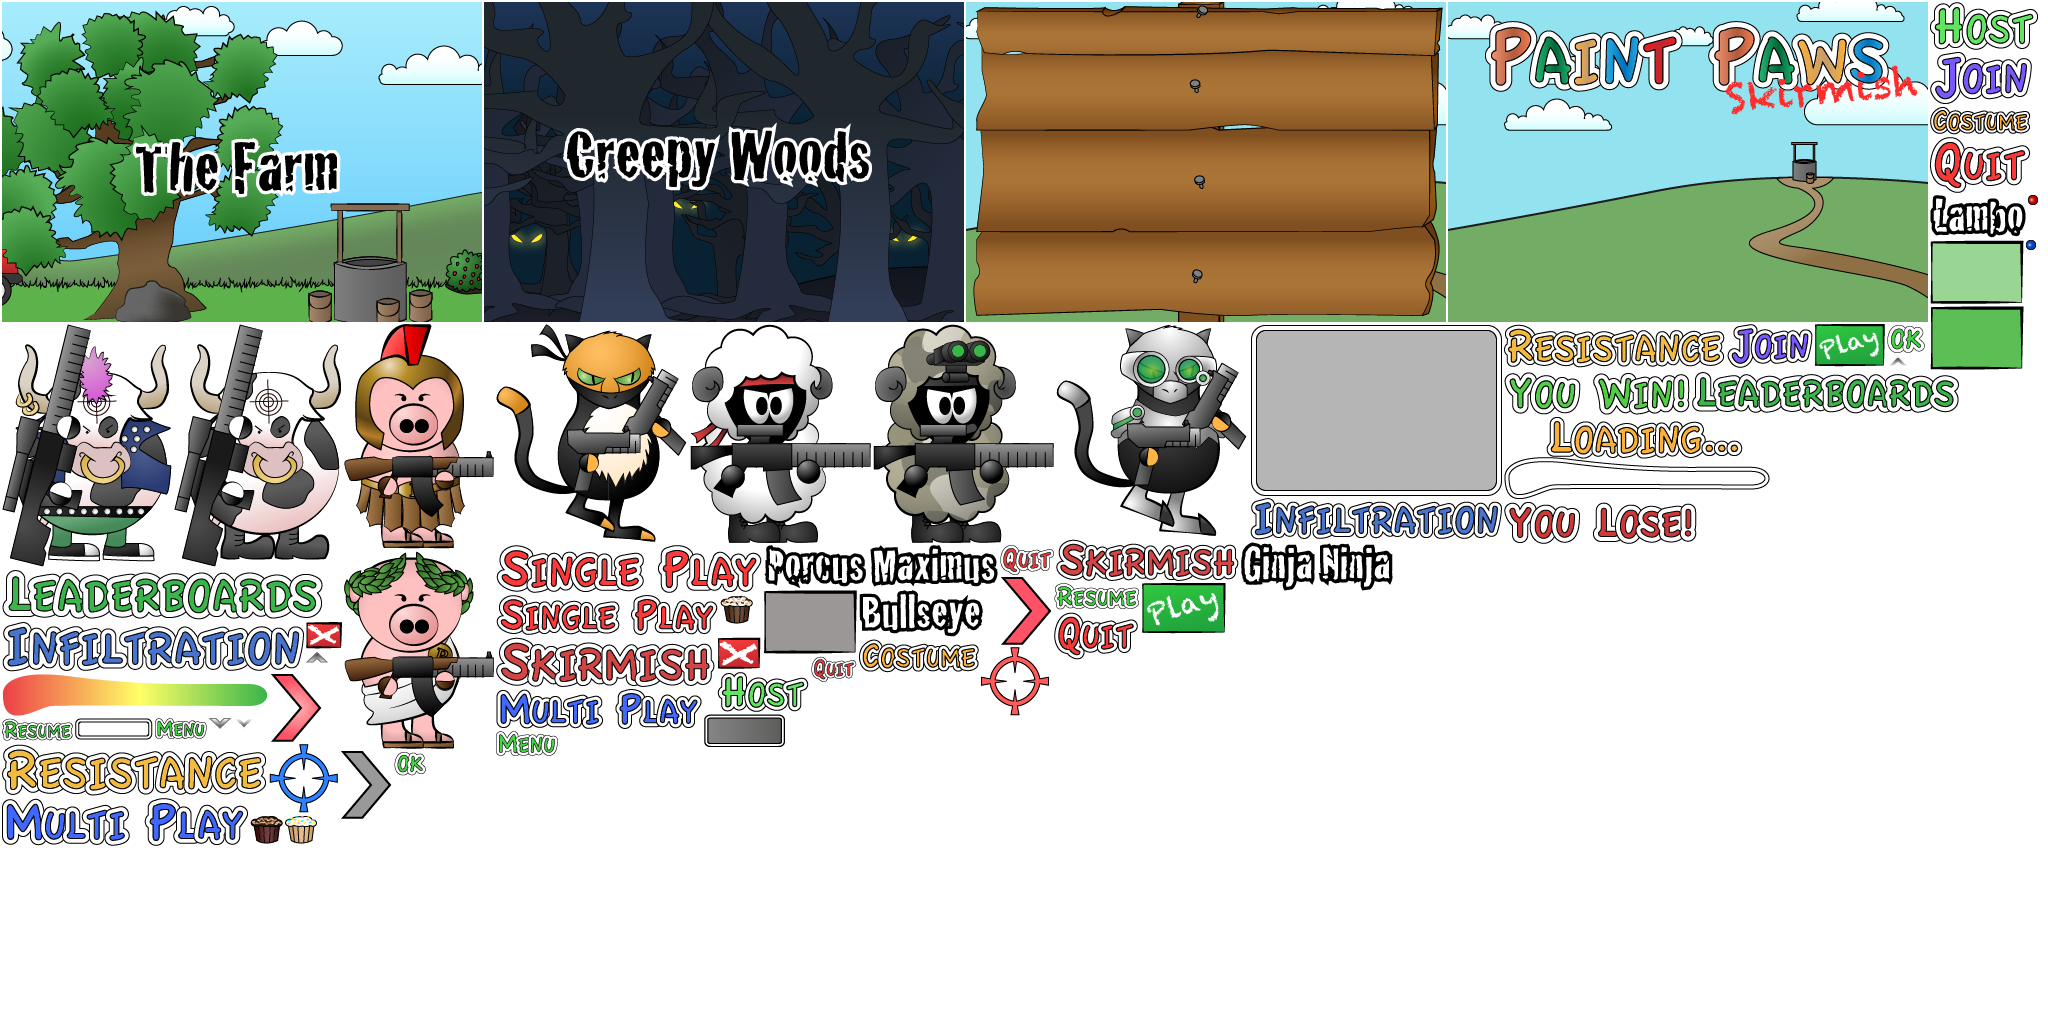 The Farm
Creepy Woods
PAINT PAWS
Skirmish
HOST
JOIN
COSTUME
QUIT
Lambo
RESISTANCE
JOIN
PLAY
OK
YOU WIN!
LEADERBOARDS
LOADING...
INFILTRATION
YOU LOSE!
LEADERBOARDS
INFILTRATION
RESUME
MENU
RESISTANCE
MULTI PLAY
OK
SINGLE PLAY
Porcus Maximus
QUIT
SKIRMISH
Ginja Ninja
SINGLE PLAY
Bullseye
RESUME
PLAY
SKIRMISH
QUIT
COSTUME
QUIT
MULTI PLAY
HOST
MENU